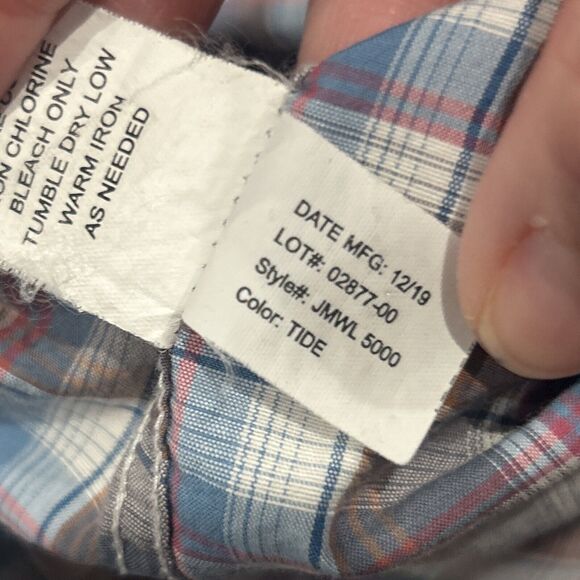 CHLORINE
BLEACH ONLY
TUMBLE DRY LOW
WARM IRON
AS NEEDED
DATE MFG: 12/19
LOT#: 02877-00
Style#: JMWL 5000
Color: TIDE